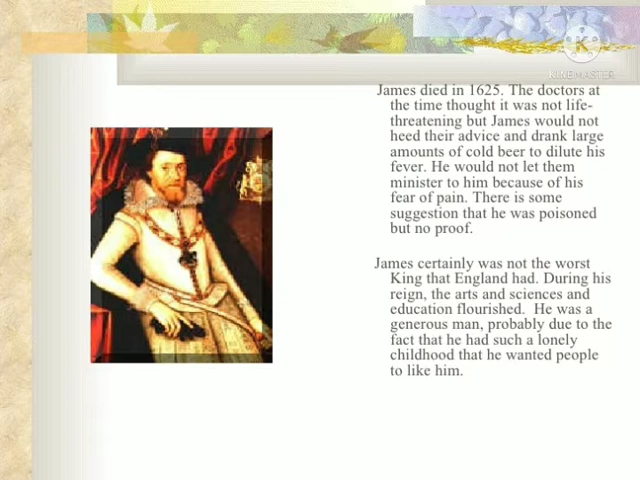 KINEMASTER
James died in 1625. The doctors at
the time thought it was not life-
threatening but James would not
heed their advice and drank large
amounts of cold beer to dilute his
fever. He would not let them
minister to him because of his
fear of pain. There is some
suggestion that he was poisoned
but no proof.
James certainly was not the worst
King that England had. During his
reign, the arts and sciences and
education flourished.  He was a
generous man, probably due to the
fact that he had such a lonely
childhood that he wanted people
to like him.